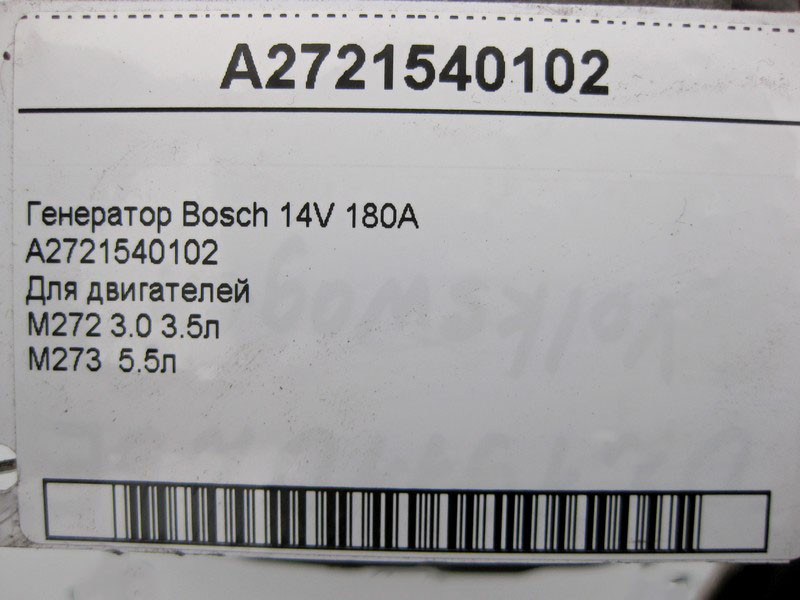 A2721540102
Генератор Bosch 14V 180A
A2721540102
Для двигателей
M272 3.0 3.5л
M273 5.5л